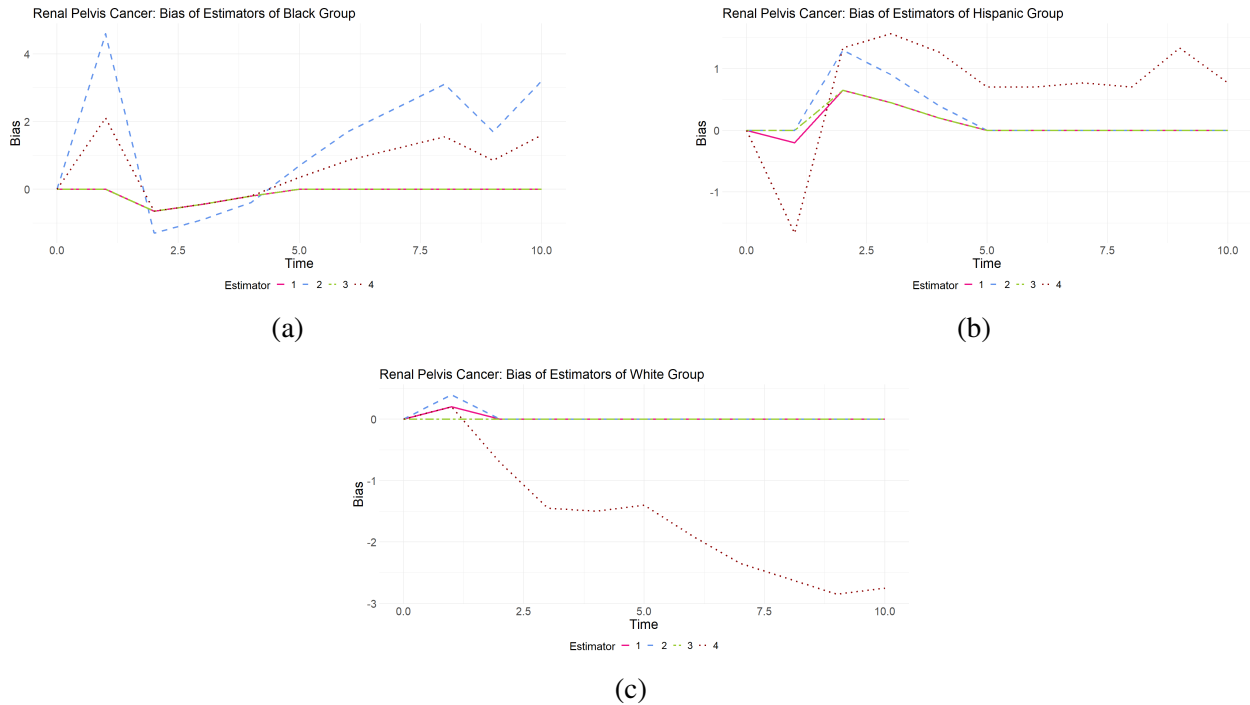 Renal Pelvis Cancer: Bias of Estimators of Black Group
4
2
0
Bias
0.0 2.5 5.0 7.5 10.0
Time
Estimator 1 2 3 4
(a)
Renal Pelvis Cancer: Bias of Estimators of Hispanic Group
1
0
-1
Bias
0.0 2.5 5.0 7.5 10.0
Time
Estimator 1 2 3 4
(b)
Renal Pelvis Cancer: Bias of Estimators of White Group
0
-1
-2
-3
Bias
0.0 2.5 5.0 7.5 10.0
Time
Estimator 1 2 3 4
(c)